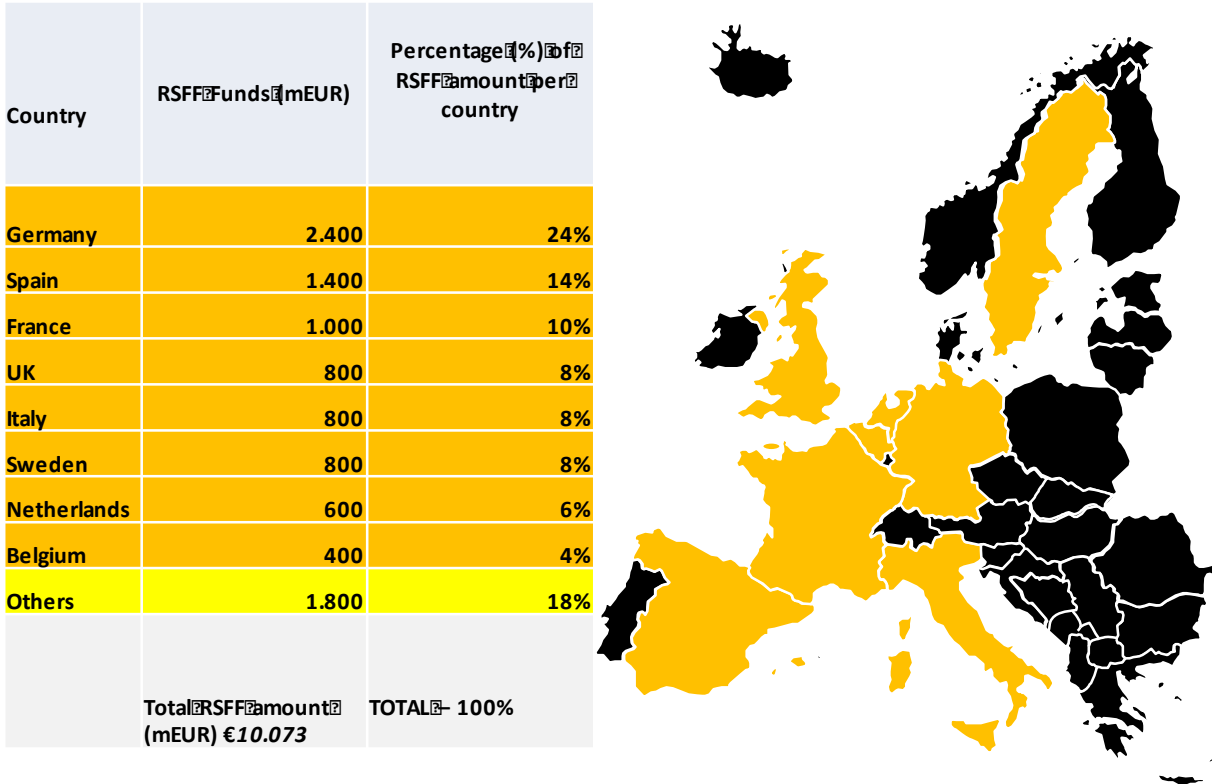 Country
RSFF⍰Funds⍰(mEUR)
Percentage⍰(%)⍰of⍰
RSFF⍰amount⍰per⍰
country
Germany 2.400 24%
Spain 1.400 14%
France 1.000 10%
UK 800 8%
Italy 800 8%
Sweden 800 8%
Netherlands 600 6%
Belgium 400 4%
Others 1.800 18%
Total⍰RSFF⍰amount⍰
(mEUR) €10.073
TOTAL⍰– 100%